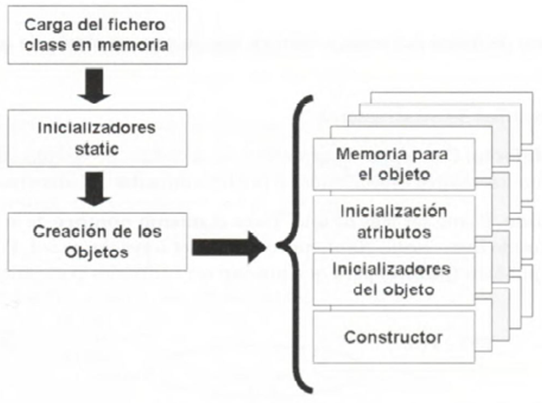 Carga del fichero
class en memoria
Inicializadores
static
Creación de los
Objetos
Memoria para
el objeto
Inicialización
atributos
Inicializadores
del objeto
Constructor